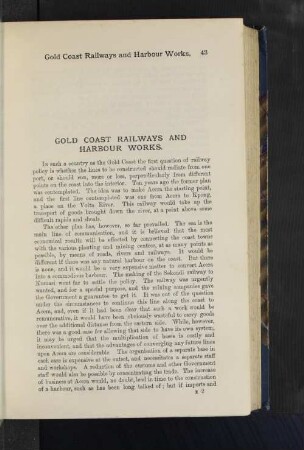 Gold Coast Railways and Harbour Works. 43
GOLD COAST RAILWAYS AND
HARBOUR WORKS.
In such a country as the Gold Coast the first question of railway
policy is whether the lines to be constructed should radiate from one
port, or should run, more or less, perpendicularly from different
points on the coast into the interior. Ten years ago the former plan
was contemplated. The idea was to make Accra the starting point,
and the first line contemplated was one from Accra to Kpong,
a place on the Volta River. This railway would take up the
transport of goods brought down the river, at a point above some
difficult rapids and shoals.
The other plan has, however, so far prevailed. The sea is the
main line of communication, and it is believed that the most
economical results will be effected by connecting the coast towns
with the various planting and mining centres, at as many points as
possible, by means of roads, rivers and railways. It would be
different if there was any natural harbour on the coast. But there
is none, and it would be a very expensive matter to convert Accra
into a commodious harbour. The making of the Sekondi railway to
Kumasi went far to settle the policy. The railway was urgently
wanted, and for a special purpose, and the mining companies gave
the Government a guarantee to get it. It was out of the question
under the circumstances to continue this line along the coast to
Accra, and, even if it had been clear that such a work would be
remunerative, it would have been obviously wasteful to carry goods
over the additional distance from the eastern side. While, however,
there was a good case for allowing that side to have its own system,
it may be urged that the multiplication of bases is costly and
inconvenient, and that the advantages of converging any future lines
upon Accra are considerable. The organisation of a separate base in
each case is expensive at the outset, and necessitates a separate staff
and workshops. A reduction of the customs and other Government
staff would also be possible by concentrating the trade. The increase
of business at Accra would, no doubt, lead in time to the construction
of a harbour, such as has been long talked of; but if imports and